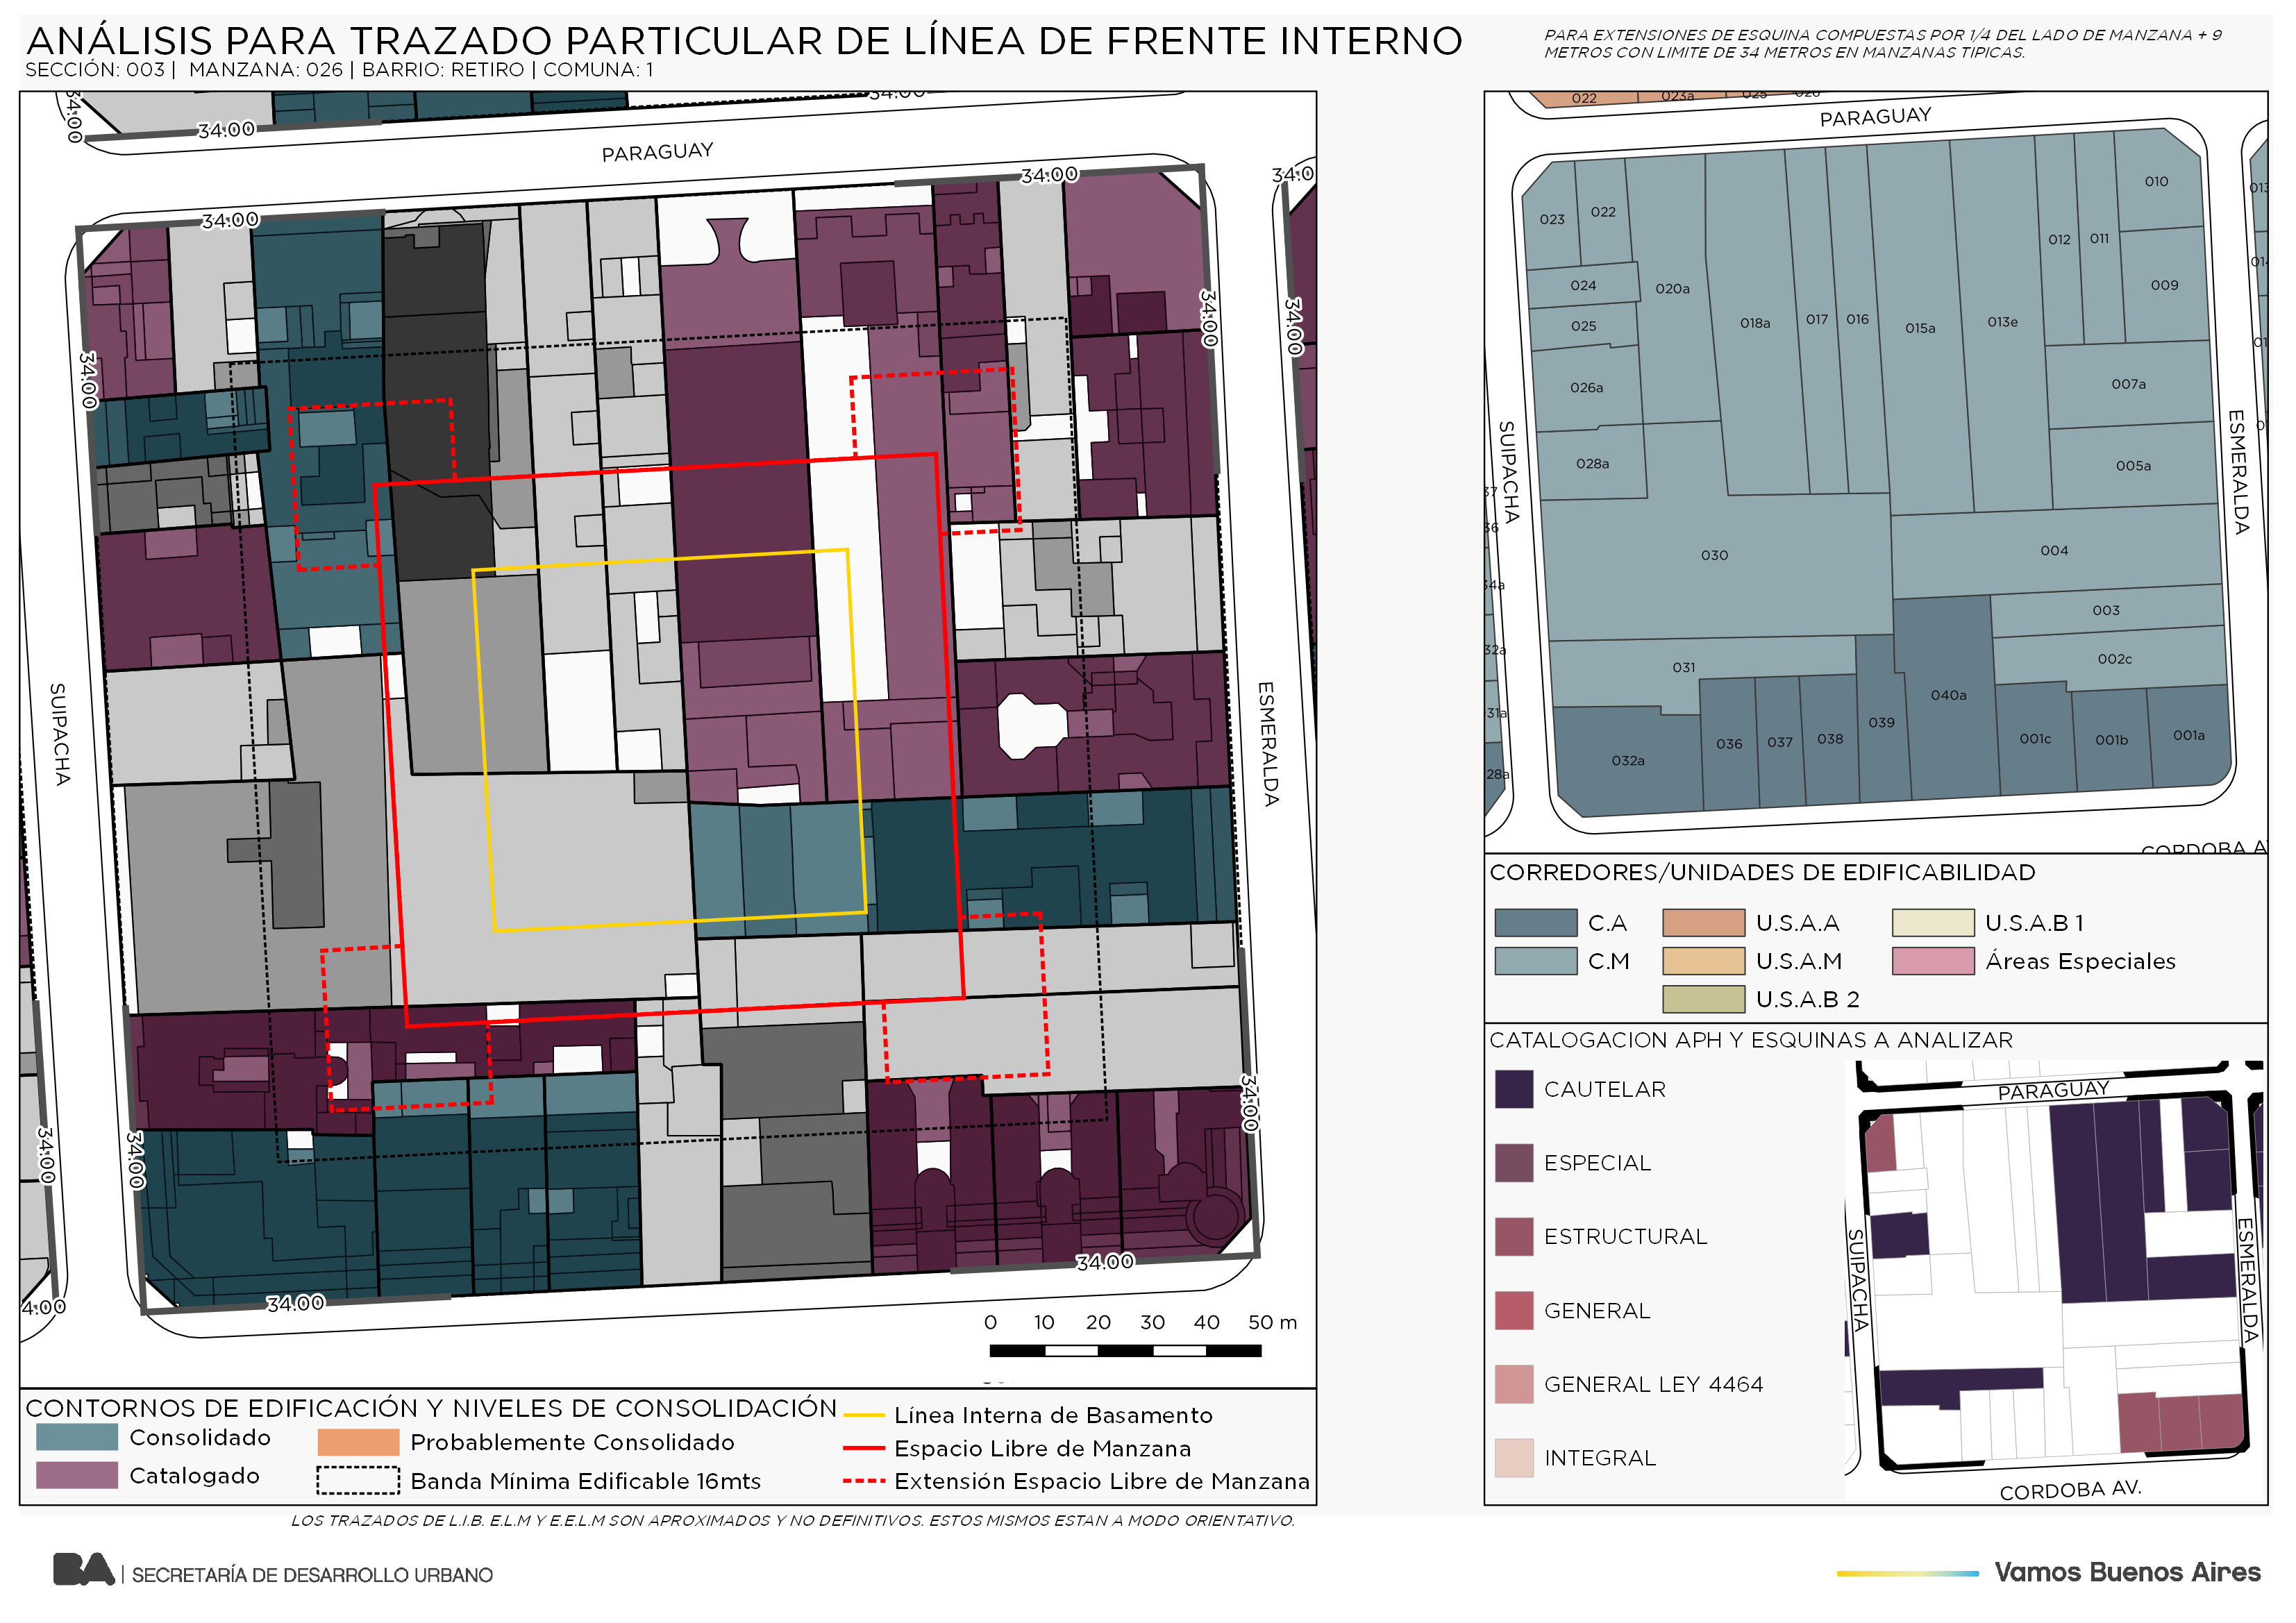 ANÁLISIS PARA TRAZADO PARTICULAR DE LÍNEA DE FRENTE INTERNO
SECCIÓN: 003 | MANZANA: 026 | BARRIO: RETIRO | COMUNA: 1
PARA EXTENSIONES DE ESQUINA COMPUESTAS POR 1/4 DEL LADO DE MANZANA + 9
METROS CON LIMITE DE 34 METROS EN MANZANAS TIPICAS.
34.00
34.00
34.00
PARAGUAY
34.00
34.00
34.00
34.00
34.00
34.00
SUIPACHA
ESMERALDA
34.00
34.00
34.00
34.00
34.00
4.00
0 10 20 30 40 50 m
CONTORNOS DE EDIFICACIÓN Y NIVELES DE CONSOLIDACIÓN
Consolidado
Catalogado
Probablemente Consolidado
Banda Mínima Edificable 16mts
Línea Interna de Basamento
Espacio Libre de Manzana
Extensión Espacio Libre de Manzana
LOS TRAZADOS DE L.I.B. E.L.M Y E.E.L.M SON APROXIMADOS Y NO DEFINITIVOS. ESTOS MISMOS ESTAN A MODO ORIENTATIVO.
022 023a 025 026
PARAGUAY
010
023 022
012 011
009
024
020a
025
018a 017 016 015a 013e
026a
007a
028a
005a
SUIPACHA
ESMERALDA
030
004
003
031
002c
040a
039
036 037 038
001c 001b 001a
032a
28a
CORDOBA A
CORREDORES/UNIDADES DE EDIFICABILIDAD
C.A
C.M
U.S.A.A
U.S.A.M
U.S.A.B 2
U.S.A.B 1
Áreas Especiales
CATALOGACION APH Y ESQUINAS A ANALIZAR
CAUTELAR
ESPECIAL
ESTRUCTURAL
GENERAL
GENERAL LEY 4464
INTEGRAL
PARAGUAY
SUIPACHA
ESMERALDA
CORDOBA AV.
BA | SECRETARÍA DE DESARROLLO URBANO
Vamos Buenos Aires